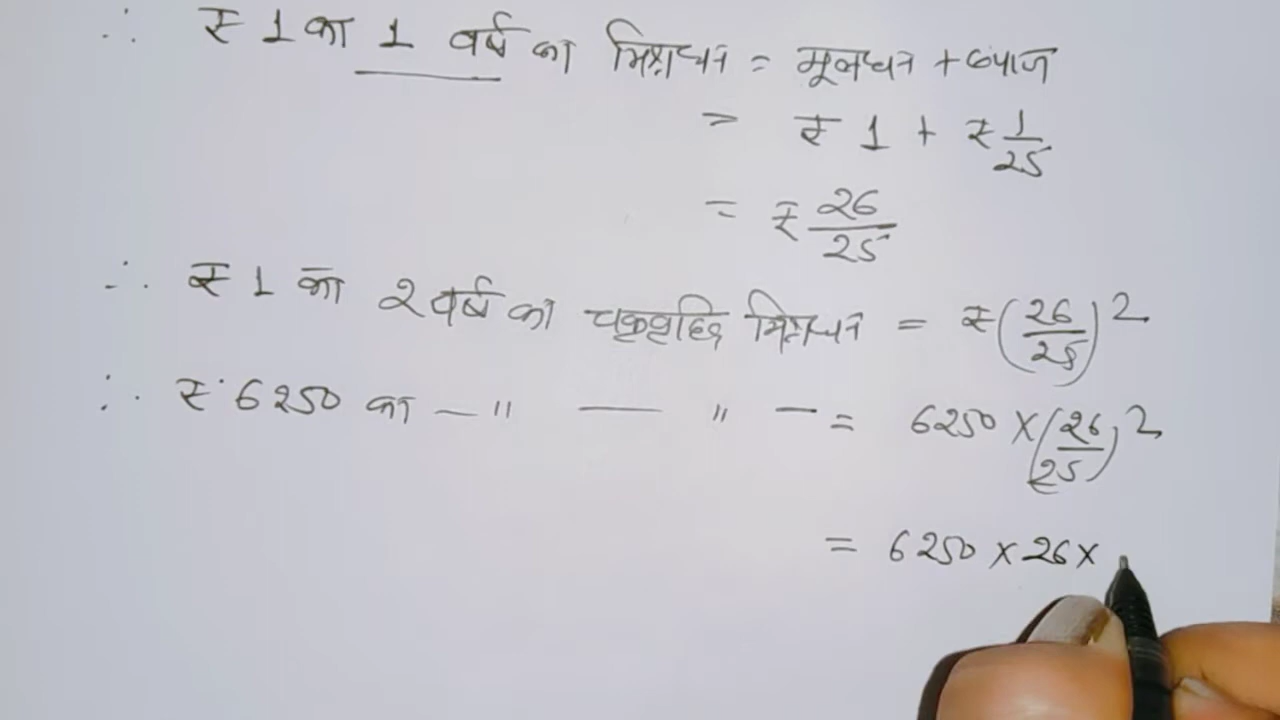 ∴ ₹ 1 का 1 वर्ष का मिश्रधन = मूलधन + ब्याज
= ₹ 1 + ₹ 1/25
= ₹ 26/25
∴ ₹ 1 का 2 वर्ष का चक्रवृद्धि मिश्रधन = ₹ (26/25)²
∴ ₹ 6250 का — " — " — = 6250 × (26/25)²
= 6250 × 26 ×